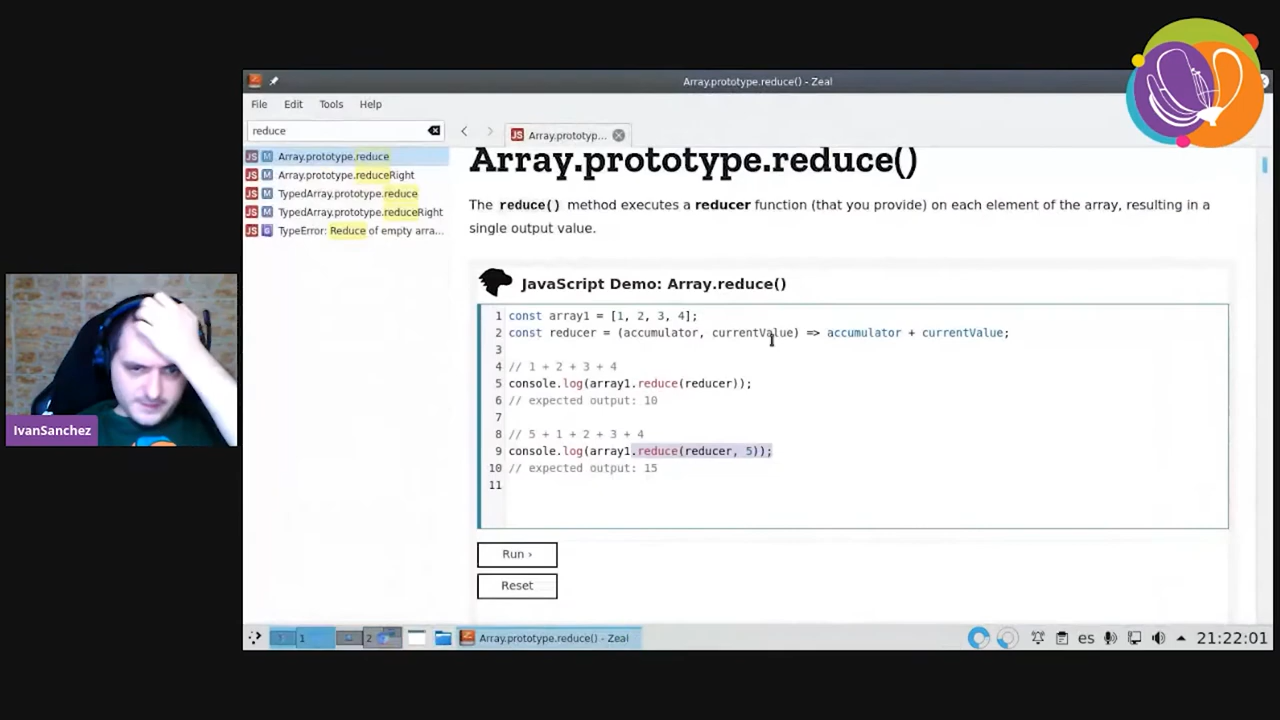 Array.prototype.reduce() - Zeal
File Edit Tools Help
reduce
Array.prototyp...
Array.prototype.reduce
Array.prototype.reduceRight
TypedArray.prototype.reduce
TypedArray.prototype.reduceRight
TypeError: Reduce of empty arra...
Array.prototype.reduce()
The reduce() method executes a reducer function (that you provide) on each element of the array, resulting in a
single output value.
JavaScript Demo: Array.reduce()
1 const array1 = [1, 2, 3, 4];
2 const reducer = (accumulator, currentValue) => accumulator + currentValue;
3
4 // 1 + 2 + 3 + 4
5 console.log(array1.reduce(reducer));
6 // expected output: 10
7
8 // 5 + 1 + 2 + 3 + 4
9 console.log(array1.reduce(reducer, 5));
10 // expected output: 15
11
Run ›
Reset
IvanSanchez
1 2 Array.prototype.reduce() - Zeal es 21:22:01